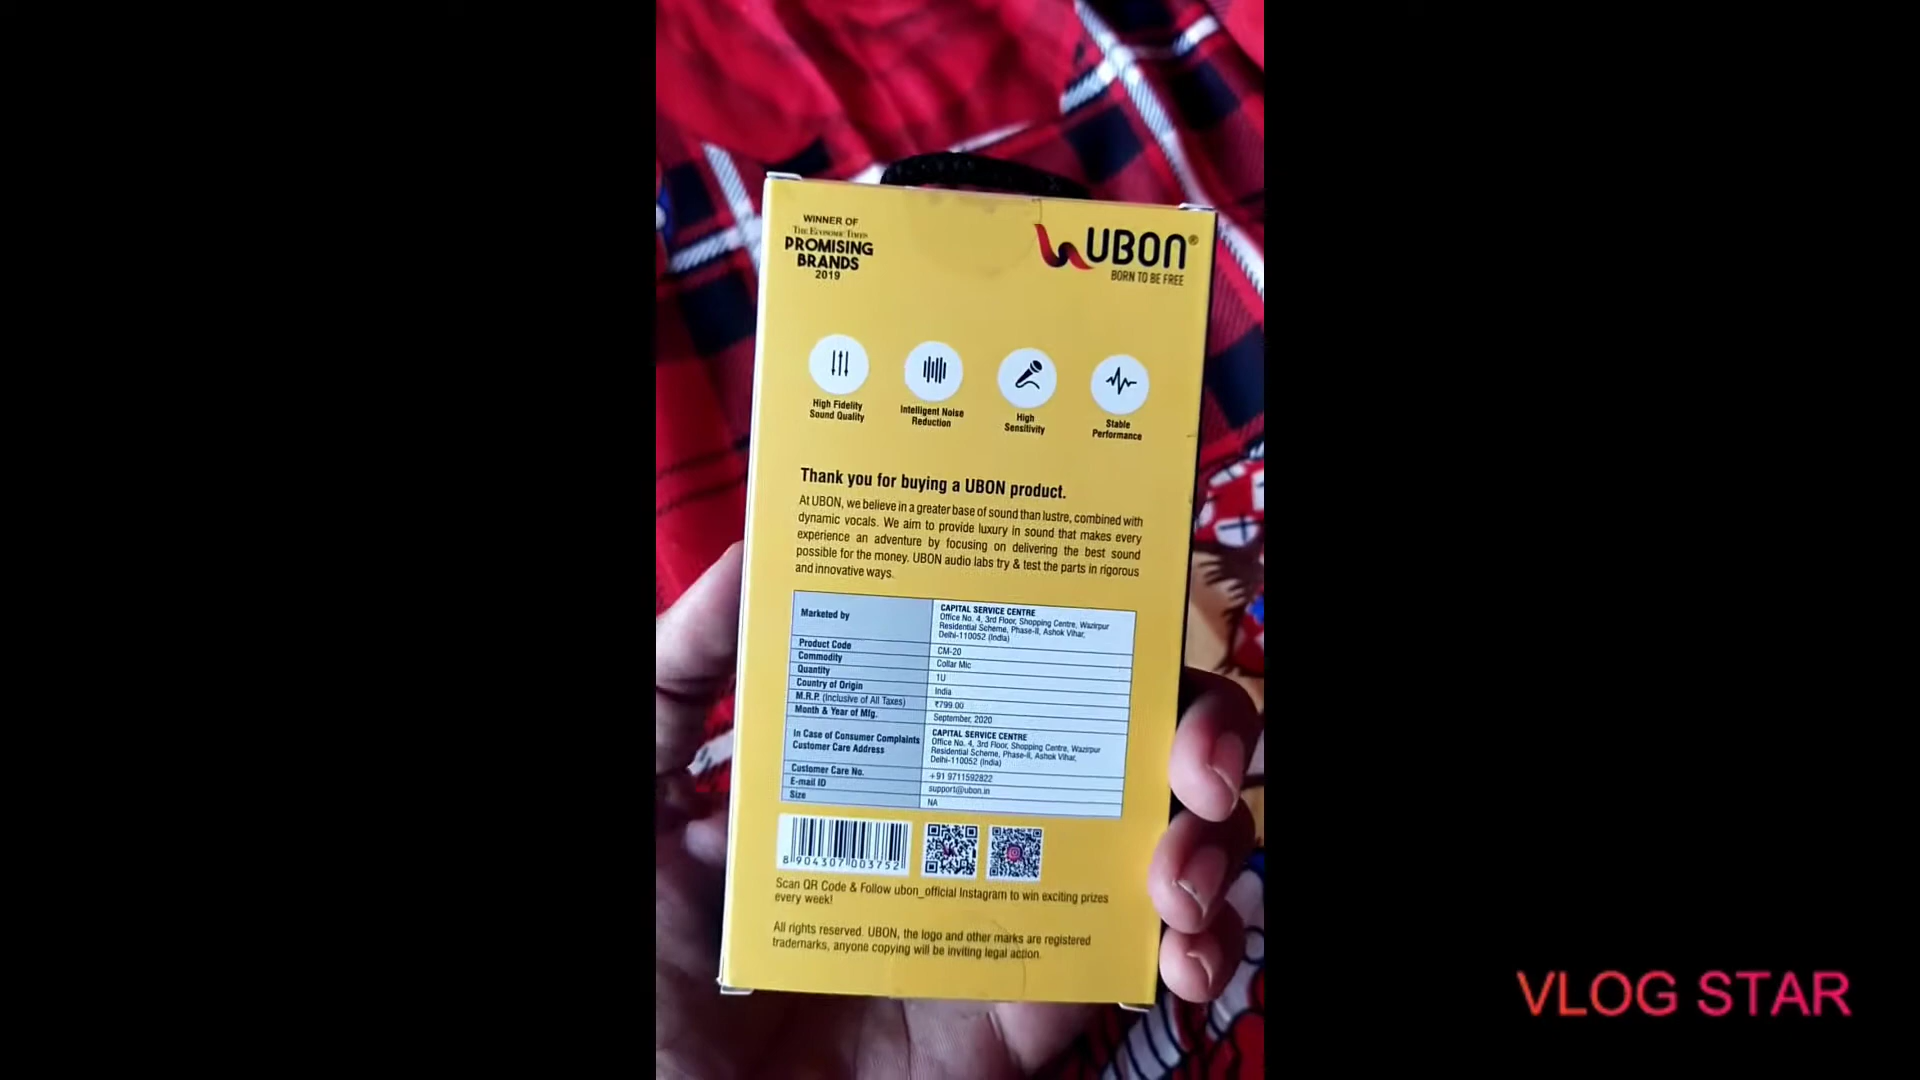 WINNER OF
THE ECONOMIC TIMES
PROMISING
BRANDS
2019
UBON®
BORN TO BE FREE
High Fidelity
Sound Quality
Intelligent Noise
Reduction
High
Sensitivity
Stable
Performance
Thank you for buying a UBON product.
At UBON, we believe in a greater base of sound than lustre, combined with
dynamic vocals. We aim to provide luxury in sound that makes every
experience an adventure by focusing on delivering the best sound
possible for the money. UBON audio labs try & test the parts in rigorous
and innovative ways.
Marketed by
CAPITAL SERVICE CENTRE
Office No. 4, 3rd Floor, Shopping Centre, Wazirpur
Residential Scheme, Phase-II, Ashok Vihar,
Delhi-110052 (India)
Product Code CM-20
Commodity Collar Mic
Quantity 1U
Country of Origin India
M.R.P. (Inclusive of All Taxes) ₹799.00
Month & Year of Mfg. September, 2020
In Case of Consumer Complaints
Customer Care Address
CAPITAL SERVICE CENTRE
Office No. 4, 3rd Floor, Shopping Centre, Wazirpur
Residential Scheme, Phase-II, Ashok Vihar,
Delhi-110052 (India)
Customer Care No. +91 9711592822
E-mail ID support@ubon.in
Size NA
8 904307 003752
Scan QR Code & Follow ubon_official Instagram to win exciting prizes
every week!
All rights reserved. UBON, the logo and other marks are registered
trademarks, anyone copying will be inviting legal action.
VLOG STAR